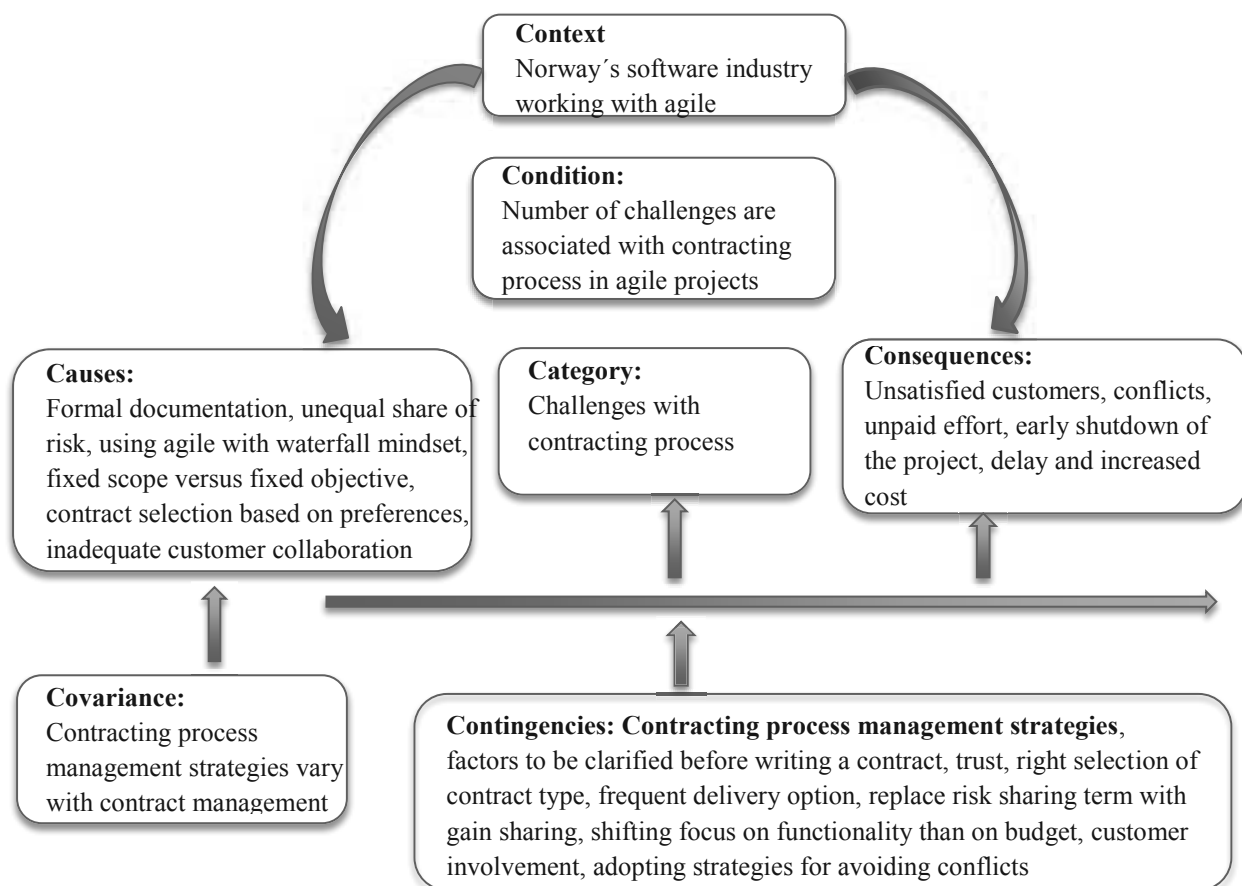 Context
Norway´s software industry
working with agile
Condition:
Number of challenges are
associated with contracting
process in agile projects
Causes:
Formal documentation, unequal share of
risk, using agile with waterfall mindset,
fixed scope versus fixed objective,
contract selection based on preferences,
inadequate customer collaboration
Category:
Challenges with
contracting process
Consequences:
Unsatisfied customers, conflicts,
unpaid effort, early shutdown of
the project, delay and increased
cost
Covariance:
Contracting process
management strategies vary
with contract management
Contingencies: Contracting process management strategies,
factors to be clarified before writing a contract, trust, right selection of
contract type, frequent delivery option, replace risk sharing term with
gain sharing, shifting focus on functionality than on budget, customer
involvement, adopting strategies for avoiding conflicts